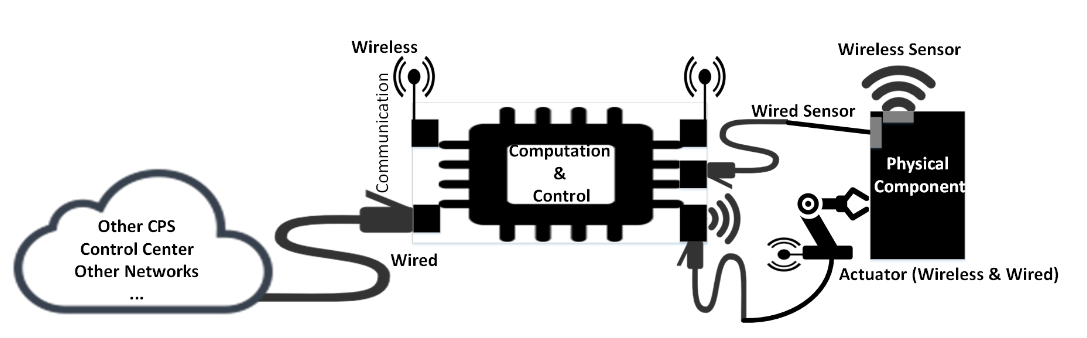 Wireless
Communication
Wired
Other CPS
Control Center
Other Networks
...
Computation
&
Control
Wireless Sensor
Wired Sensor
Physical
Component
Actuator (Wireless & Wired)